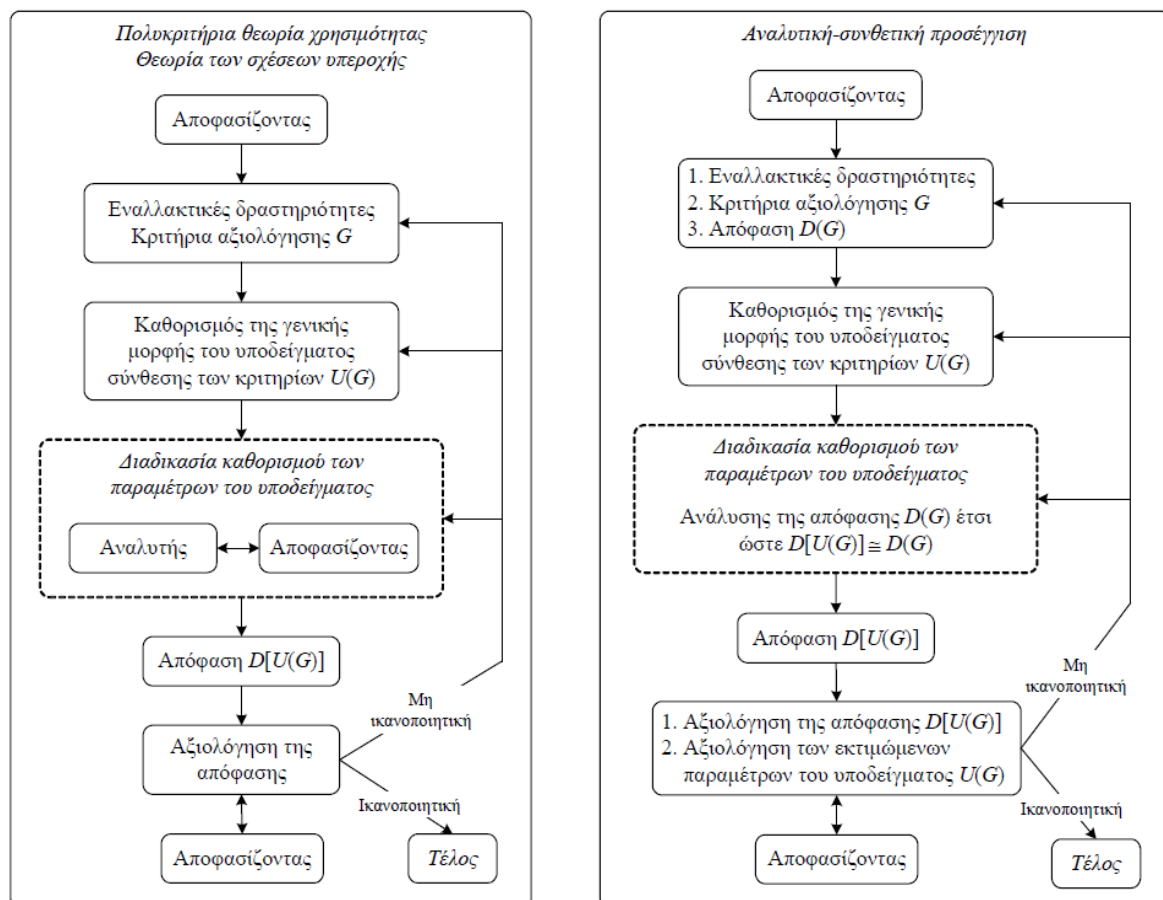 Πολυκριτήρια θεωρία χρησιμότητας
Θεωρία των σχέσεων υπεροχής
Αποφασίζοντας
Εναλλακτικές δραστηριότητες
Κριτήρια αξιολόγησης G
Καθορισμός της γενικής
μορφής του υποδείγματος
σύνθεσης των κριτηρίων U(G)
Διαδικασία καθορισμού των
παραμέτρων του υποδείγματος
Αναλυτής
Αποφασίζοντας
Απόφαση D[U(G)]
Μη
ικανοποιητική
Αξιολόγηση της
απόφασης
Ικανοποιητική
Αποφασίζοντας
Τέλος
Αναλυτική-συνθετική προσέγγιση
Αποφασίζοντας
1. Εναλλακτικές δραστηριότητες
2. Κριτήρια αξιολόγησης G
3. Απόφαση D(G)
Καθορισμός της γενικής
μορφής του υποδείγματος
σύνθεσης των κριτηρίων U(G)
Διαδικασία καθορισμού των
παραμέτρων του υποδείγματος
Ανάλυσης της απόφασης D(G) έτσι
ώστε D[U(G)] ≅ D(G)
Απόφαση D[U(G)]
Μη
ικανοποιητική
1. Αξιολόγηση της απόφασης D[U(G)]
2. Αξιολόγηση των εκτιμώμενων
παραμέτρων του υποδείγματος U(G)
Ικανοποιητική
Αποφασίζοντας
Τέλος